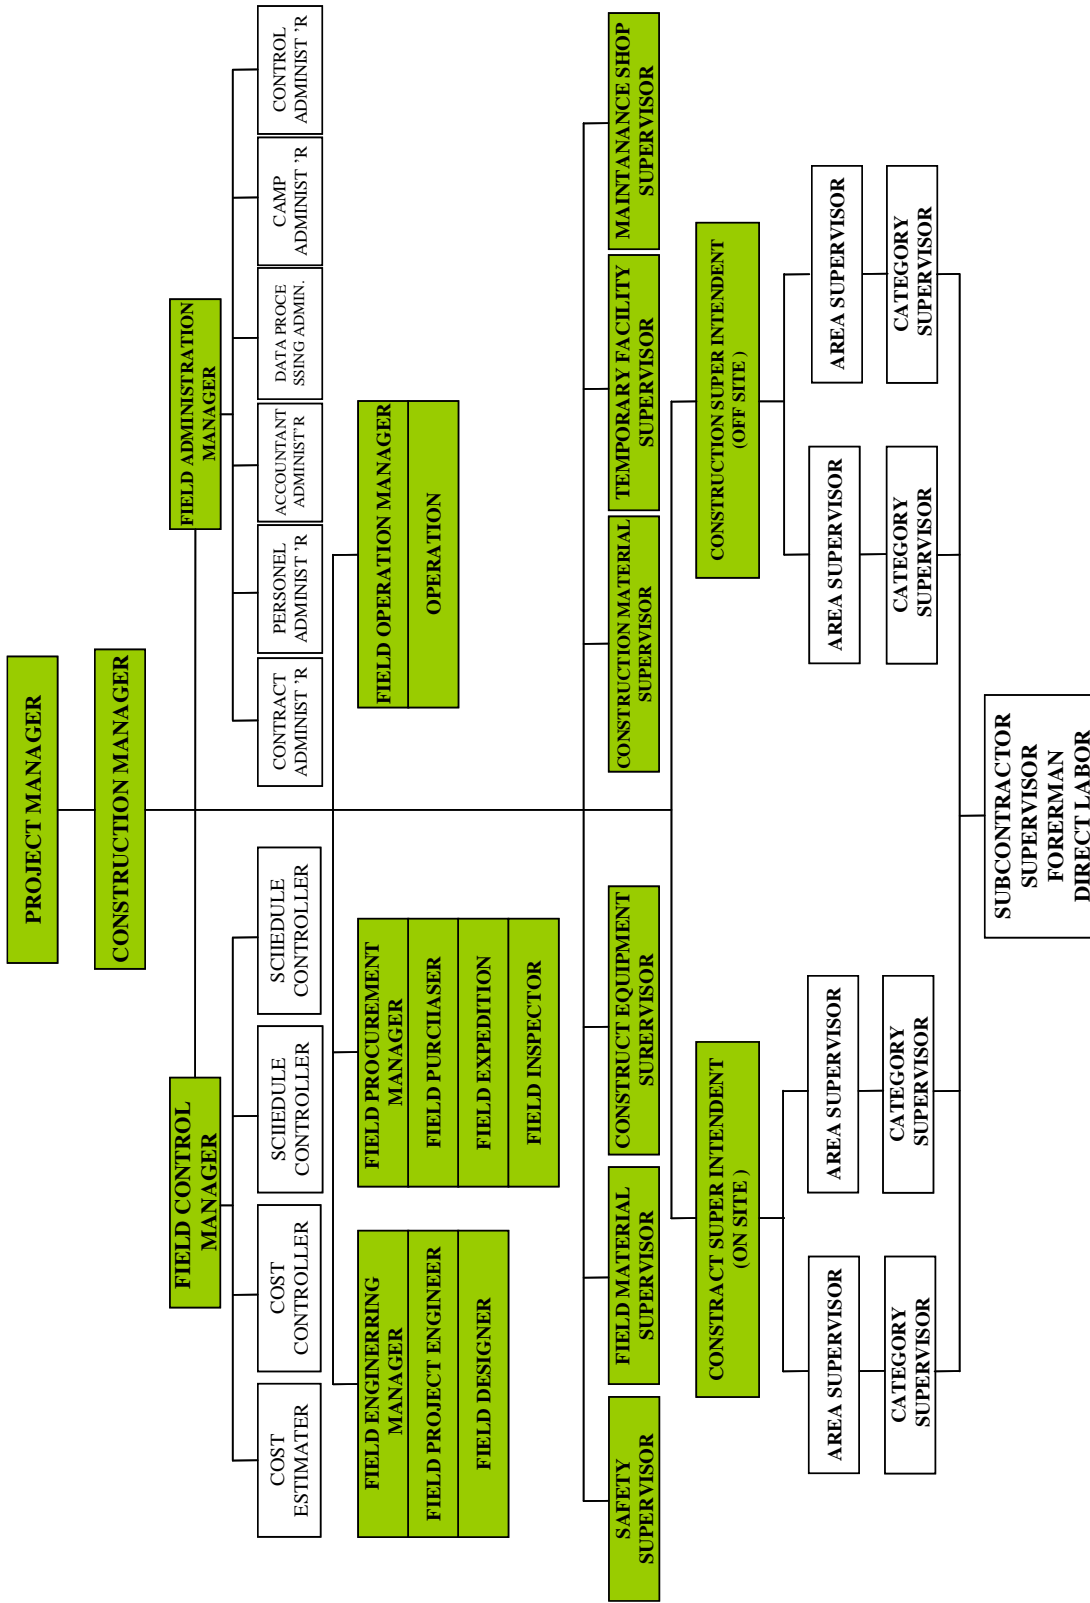 PROJECT MANAGER
CONSTRUCTION MANAGER
FIELD CONTROL
MANAGER
FIELD ADMINISTRATION
MANAGER
COST
ESTIMATER
COST
CONTROLLER
SCIIEDULE
CONTROLLER
SCIIEDULE
CONTROLLER
CONTRACT
ADMINIST 'R
PERSONEL
ADMINIST 'R
ACCOUNTANT
ADMINIST'R
DATA PROCE
SSING ADMIN.
CAMP
ADMINIST 'R
CONTROL
ADMINIST 'R
FIELD ENGINERRING
MANAGER
FIELD PROJECT ENGINEER
FIELD DESIGNER
FIELD PROCUREMENT
MANAGER
FIELD PURCIIASER
FIELD EXPEDITION
FIELD INSPECTOR
FIELD OPERATION MANAGER
OPERATION
SAFETY
SUPERVISOR
FIELD MATERIAL
SUPERVISOR
CONSTRUCT EQUIPMENT
SURERVISOR
CONSTRUCTION MATERIAL
SUPERVISOR
TEMPORARY FACILITY
SUPERVISOR
MAINTANANCE SHOP
SUPERVISOR
CONSTRACT SUPER INTENDENT
(ON SITE )
CONSTRUCTION SUPER INTENDENT
(OFF SITE )
AREA SUPERVISOR
AREA SUPERVISOR
AREA SUPERVISOR
AREA SUPERVISOR
CATEGORY
SUPERVISOR
CATEGORY
SUPERVISOR
CATEGORY
SUPERVISOR
CATEGORY
SUPERVISOR
SUBCONTRACTOR
SUPERVISOR
FORERMAN
DIRECT LABOR